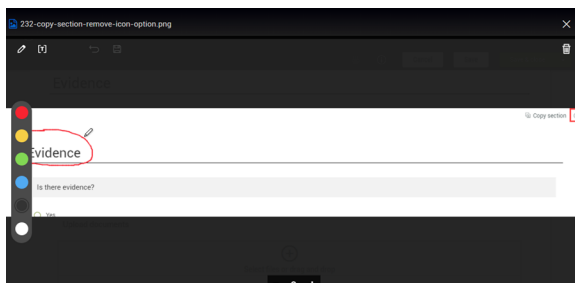 232-copy-section-remove-icon-option.png
Evidence
Copy section
Evidence
Is there evidence?
Yes